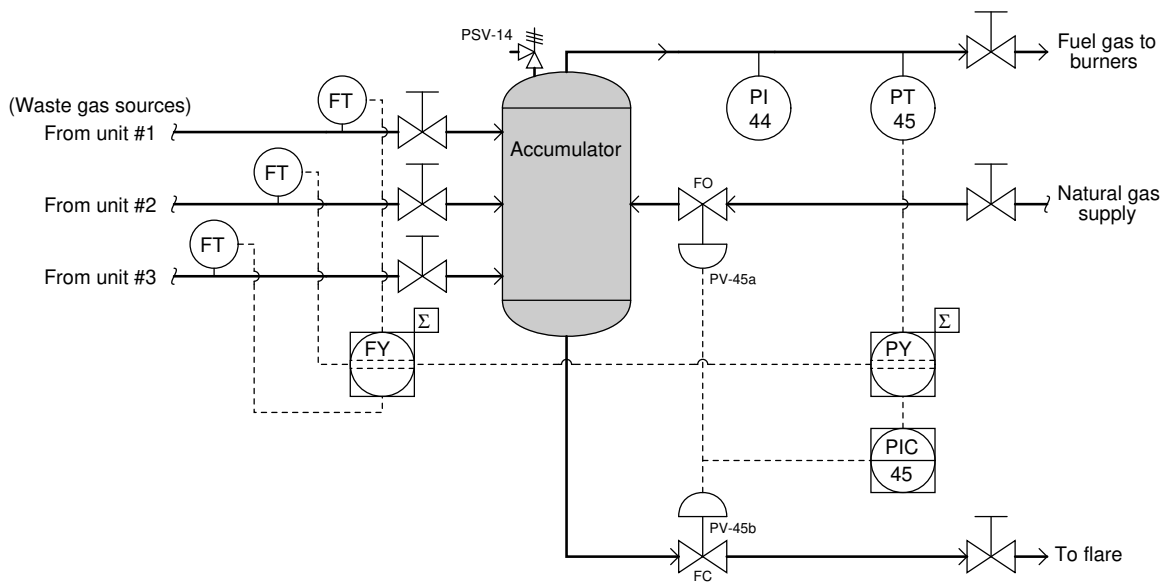 PSV-14
Fuel gas to
burners
(Waste gas sources)
From unit #1
FT
PI
44
PT
45
Accumulator
From unit #2
FT
FO
Natural gas
supply
From unit #3
FT
PV-45a
Σ
FY
Σ
PY
PIC
45
PV-45b
FC
To flare